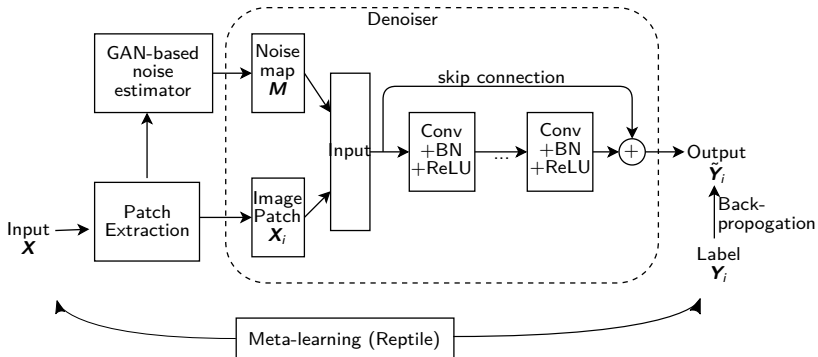 Denoiser
GAN-based
noise
estimator
Noise
map
M
skip connection
Input
Conv
+BN
+ReLU
...
Conv
+BN
+ReLU
+
Output
Ỹi
Patch
Extraction
Image
Patch
Xi
Input
X
Back-
propogation
Label
Yi
Meta-learning (Reptile)